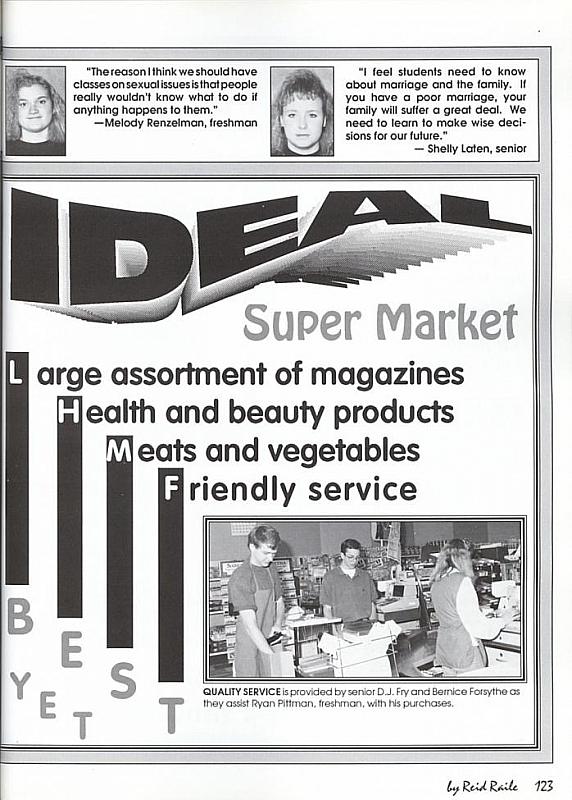 "The reason I think we should have
classes on sexual issues is that people
really wouldn't know what to do if
anything happens to them."
—Melody Renzelman, freshman
"I feel students need to know
about marriage and the family. If
you have a poor marriage, your
family will suffer a great deal. We
need to learn to make wise deci-
sions for our future."
— Shelly Laten, senior
IDEAL
Super Market
Large assortment of magazines
Health and beauty products
Meats and vegetables
Friendly service
BEST
YET
QUALITY SERVICE is provided by senior D.J. Fry and Bernice Forsythe as
they assist Ryan Pittman, freshman, with his purchases.
by Reid Raile 123